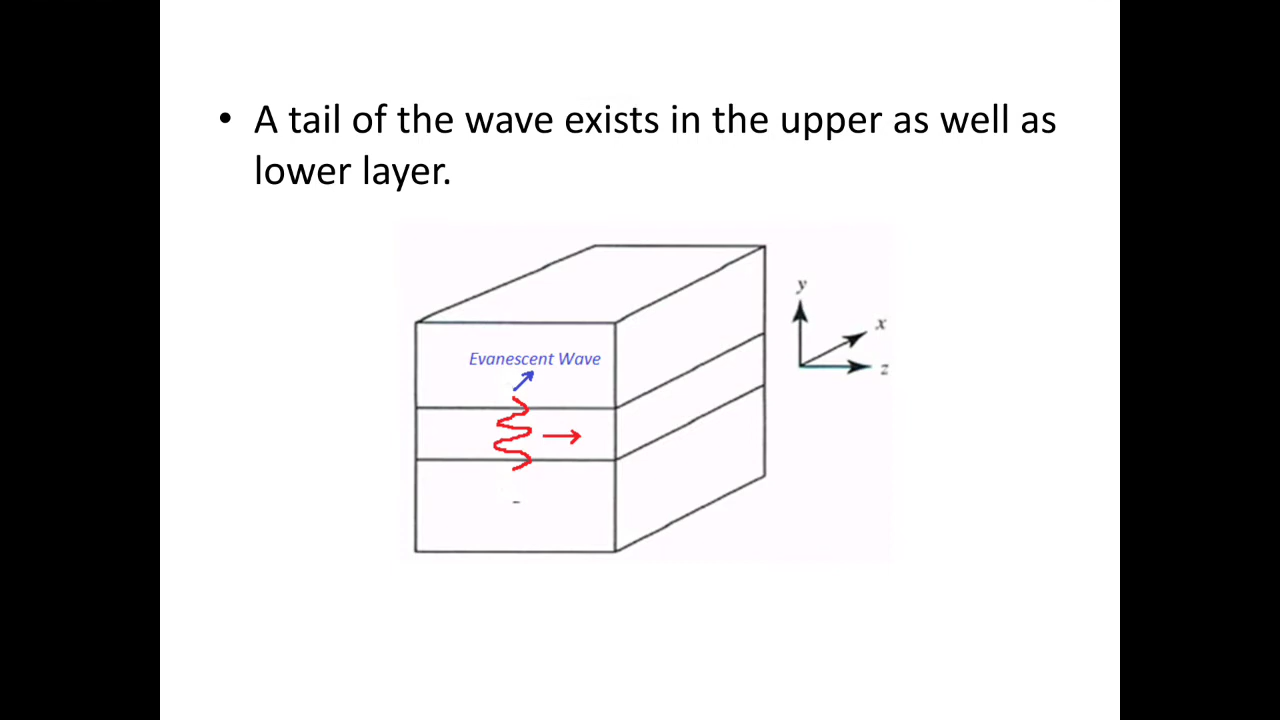 • A tail of the wave exists in the upper as well as
lower layer.
y
x
Evanescent Wave
z